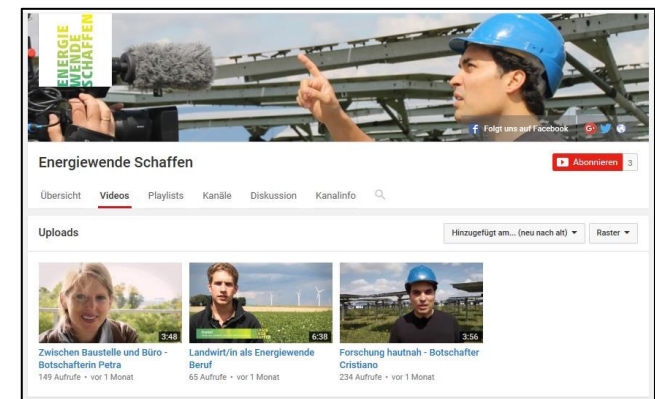 ENERGIE
WENDE
SCHAFFEN
Folgt uns auf Facebook
Energiewende Schaffen
Abonnieren 3
Übersicht Videos Playlists Kanäle Diskussion Kanalinfo
Uploads
Hinzugefügt am... (neu nach alt) Raster
3:48 6:38 3:56
Zwischen Baustelle und Büro - Botschafterin Petra
149 Aufrufe • vor 1 Monat
Landwirt/in als Energiewende Beruf
65 Aufrufe • vor 1 Monat
Forschung hautnah - Botschafter Cristiano
234 Aufrufe • vor 1 Monat